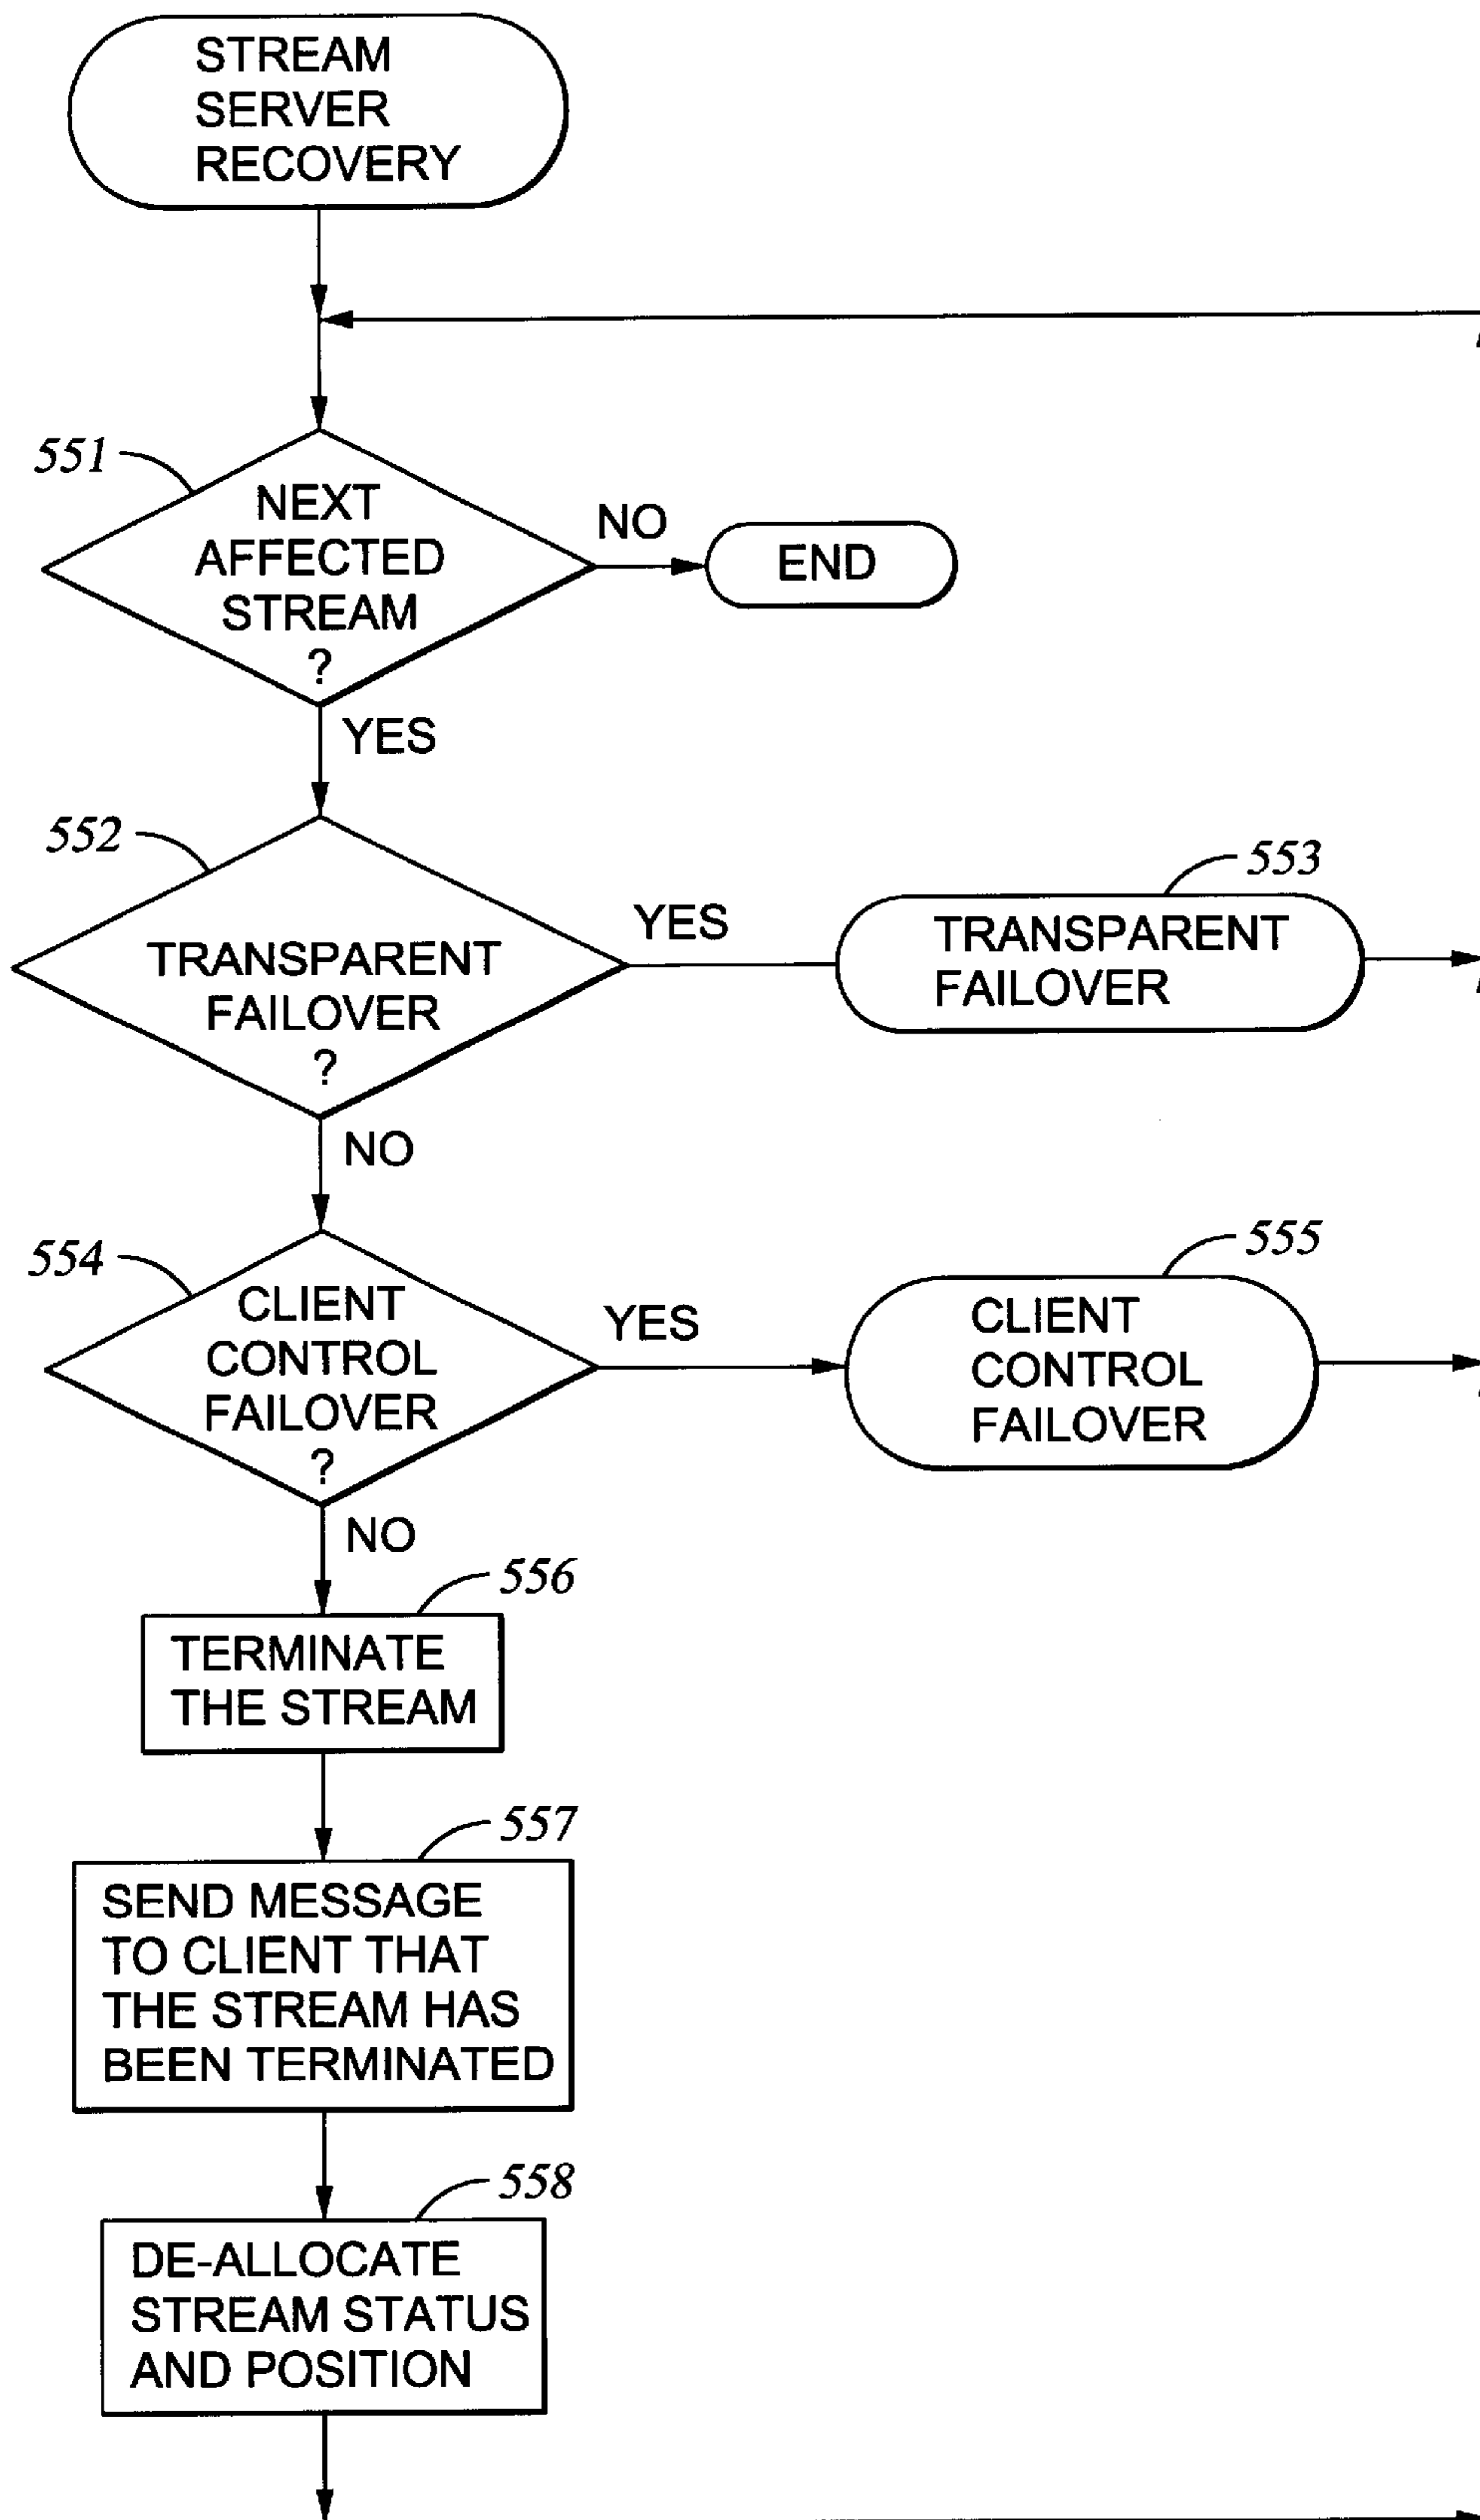 STREAM
SERVER
RECOVERY
551
NEXT
AFFECTED
STREAM
?
NO
END
YES
552
TRANSPARENT
FAILOVER
?
YES
553
TRANSPARENT
FAILOVER
NO
554
CLIENT
CONTROL
FAILOVER
?
YES
555
CLIENT
CONTROL
FAILOVER
NO
556
TERMINATE
THE STREAM
557
SEND MESSAGE
TO CLIENT THAT
THE STREAM HAS
BEEN TERMINATED
558
DE-ALLOCATE
STREAM STATUS
AND POSITION